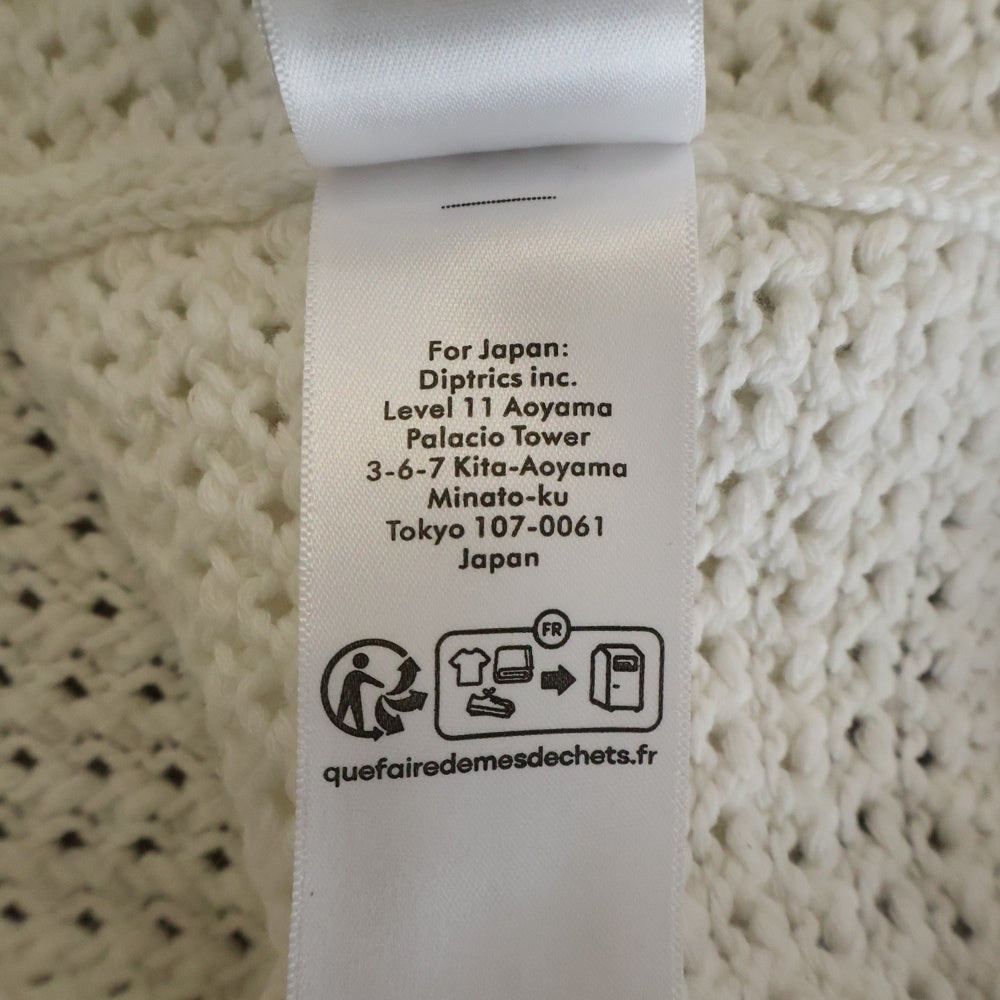 For Japan:
Diptrics inc.
Level 11 Aoyama
Palacio Tower
3-6-7 Kita-Aoyama
Minato-ku
Tokyo 107-0061
Japan
FR
quefairedemesdechets.fr